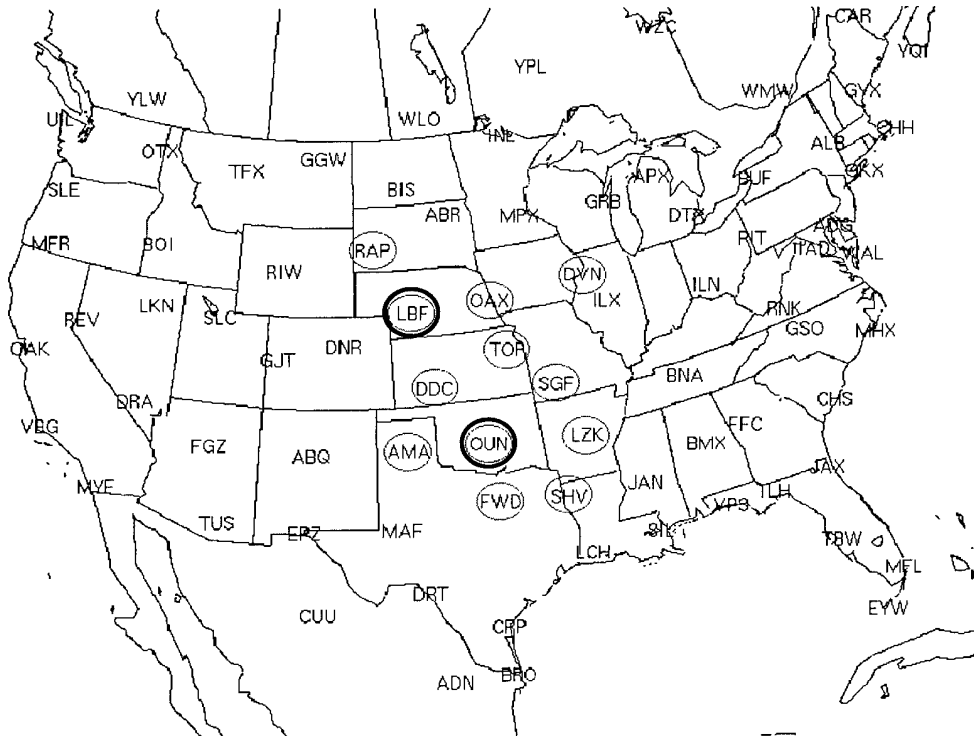 CAR
WZC
YQI
YPL
YLW
WMW
GYX
UIL
WLO
INL
CHH
ALB
OTX
GGW
TFX
APX
BUF
OKX
SLE
BIS
GRB
ABR
MPX
DTX
MFR
BOI
RAP
PIT
ADG
IAD
WAL
RIW
DVN
LKN
OAX
ILX
ILN
SLC
LBF
REV
RNK
GSO
MHX
OAK
GJT
DNR
TOP
BNA
DRA
DDC
SGF
CHS
VBG
FGZ
ABQ
AMA
OUN
LZK
BMX
FFC
MYF
FWD
SHV
JAN
JAX
TLH
VPS
TUS
EPZ
MAF
SIL
LCH
TBW
MFL
DRT
EYW
CUU
CRP
ADN
BRO